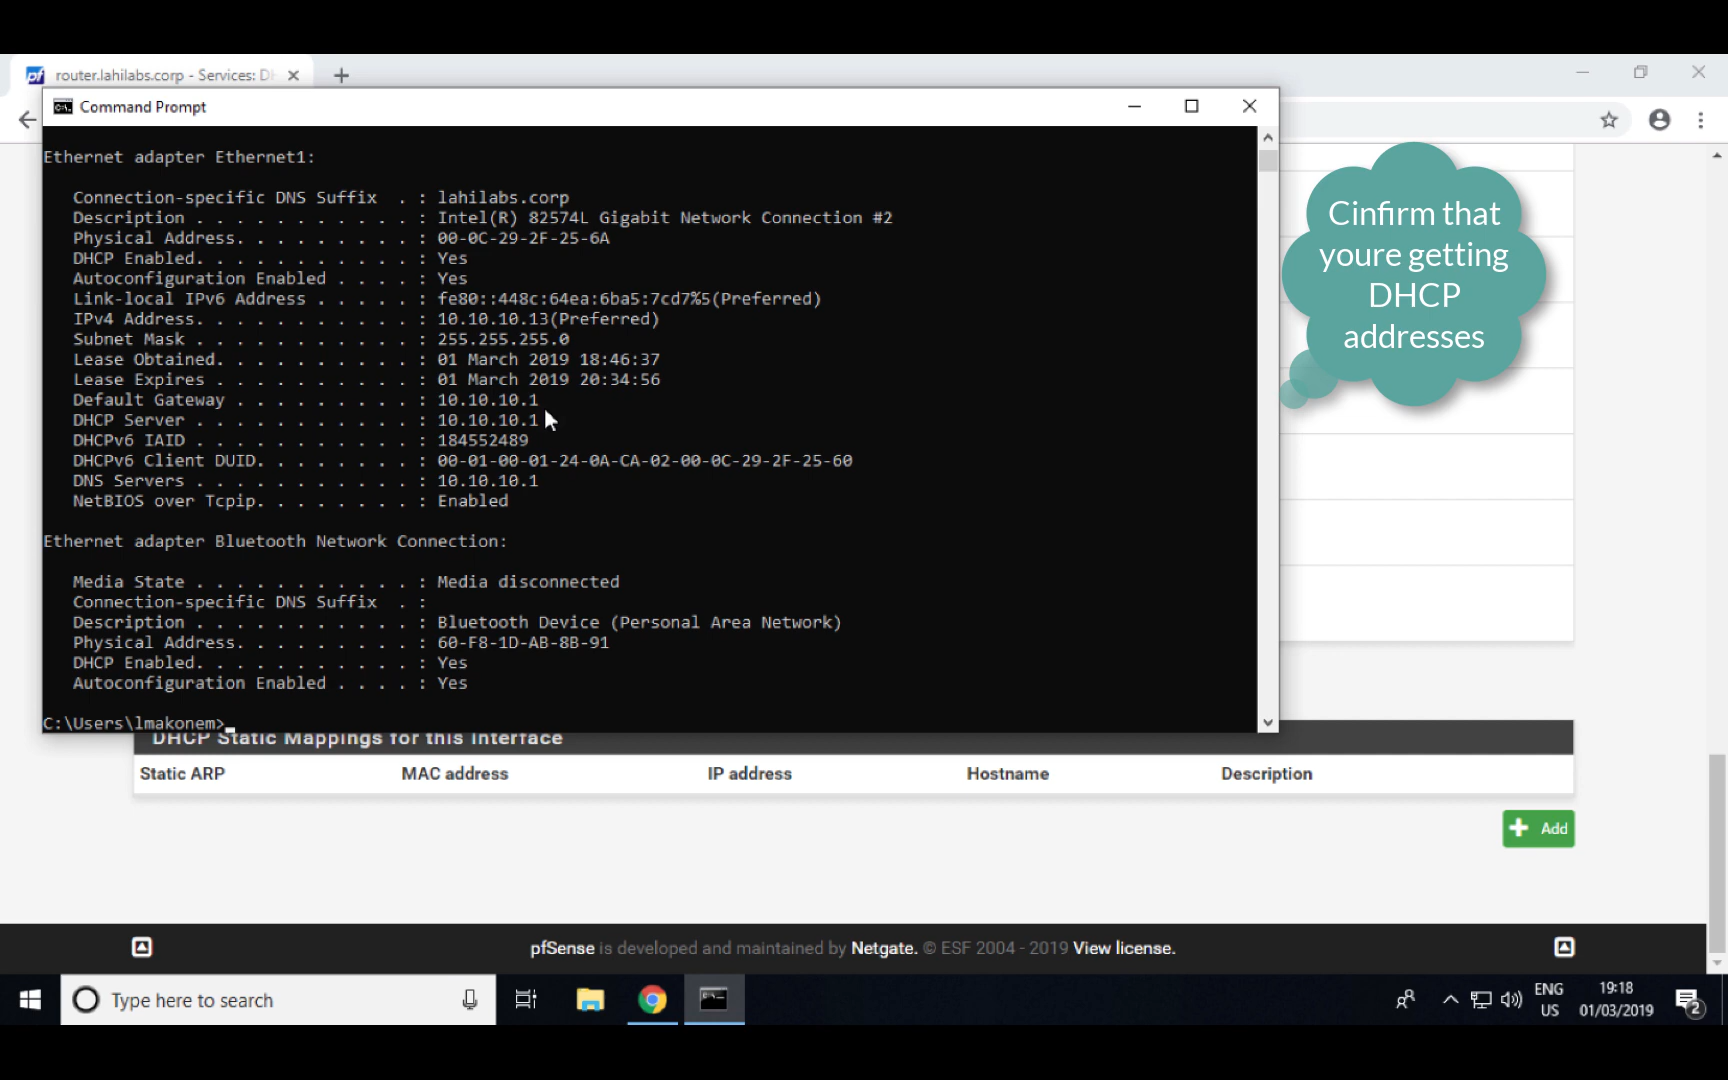 router.lahilabs.corp - Services: DH
Command Prompt
Ethernet adapter Ethernet1:
Connection-specific DNS Suffix  . : lahilabs.corp
Description . . . . . . . . . . . : Intel(R) 82574L Gigabit Network Connection #2
Physical Address. . . . . . . . . : 00-0C-29-2F-25-6A
DHCP Enabled. . . . . . . . . . . : Yes
Autoconfiguration Enabled . . . . : Yes
Link-local IPv6 Address . . . . . : fe80::448c:64ea:6ba5:7cd7%5(Preferred)
IPv4 Address. . . . . . . . . . . : 10.10.10.13(Preferred)
Subnet Mask . . . . . . . . . . . : 255.255.255.0
Lease Obtained. . . . . . . . . . : 01 March 2019 18:46:37
Lease Expires . . . . . . . . . . : 01 March 2019 20:34:56
Default Gateway . . . . . . . . . : 10.10.10.1
DHCP Server . . . . . . . . . . . : 10.10.10.1
DHCPv6 IAID . . . . . . . . . . . : 184552489
DHCPv6 Client DUID. . . . . . . . : 00-01-00-01-24-0A-CA-02-00-0C-29-2F-25-60
DNS Servers . . . . . . . . . . . : 10.10.10.1
NetBIOS over Tcpip. . . . . . . . : Enabled
Ethernet adapter Bluetooth Network Connection:
Media State . . . . . . . . . . . : Media disconnected
Connection-specific DNS Suffix  . :
Description . . . . . . . . . . . : Bluetooth Device (Personal Area Network)
Physical Address. . . . . . . . . : 60-F8-1D-AB-8B-91
DHCP Enabled. . . . . . . . . . . : Yes
Autoconfiguration Enabled . . . . : Yes
C:\Users\lmakonem>
Cinfirm that
youre getting
DHCP
addresses
DHCP Static Mappings for this Interface
Static ARP MAC address IP address Hostname Description
Add
pfSense is developed and maintained by Netgate. © ESF 2004 - 2019 View license.
Type here to search
ENG
US
19:18
01/03/2019
2